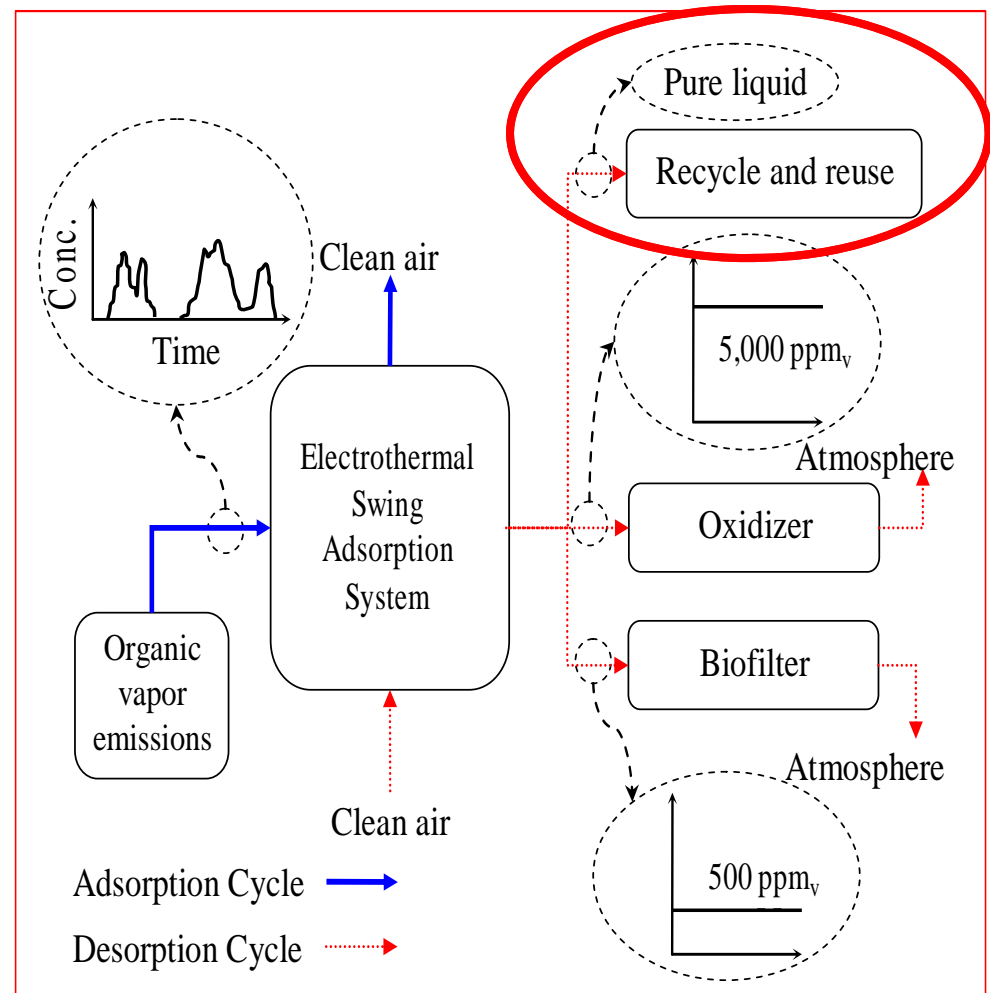 Pure liquid
Recycle and reuse
Conc.
Time
Clean air
5,000 ppmv
Electrothermal
Swing
Adsorption
System
Atmosphere
Oxidizer
Organic
vapor
emissions
Biofilter
Atmosphere
Clean air
500 ppmv
Adsorption Cycle
Desorption Cycle